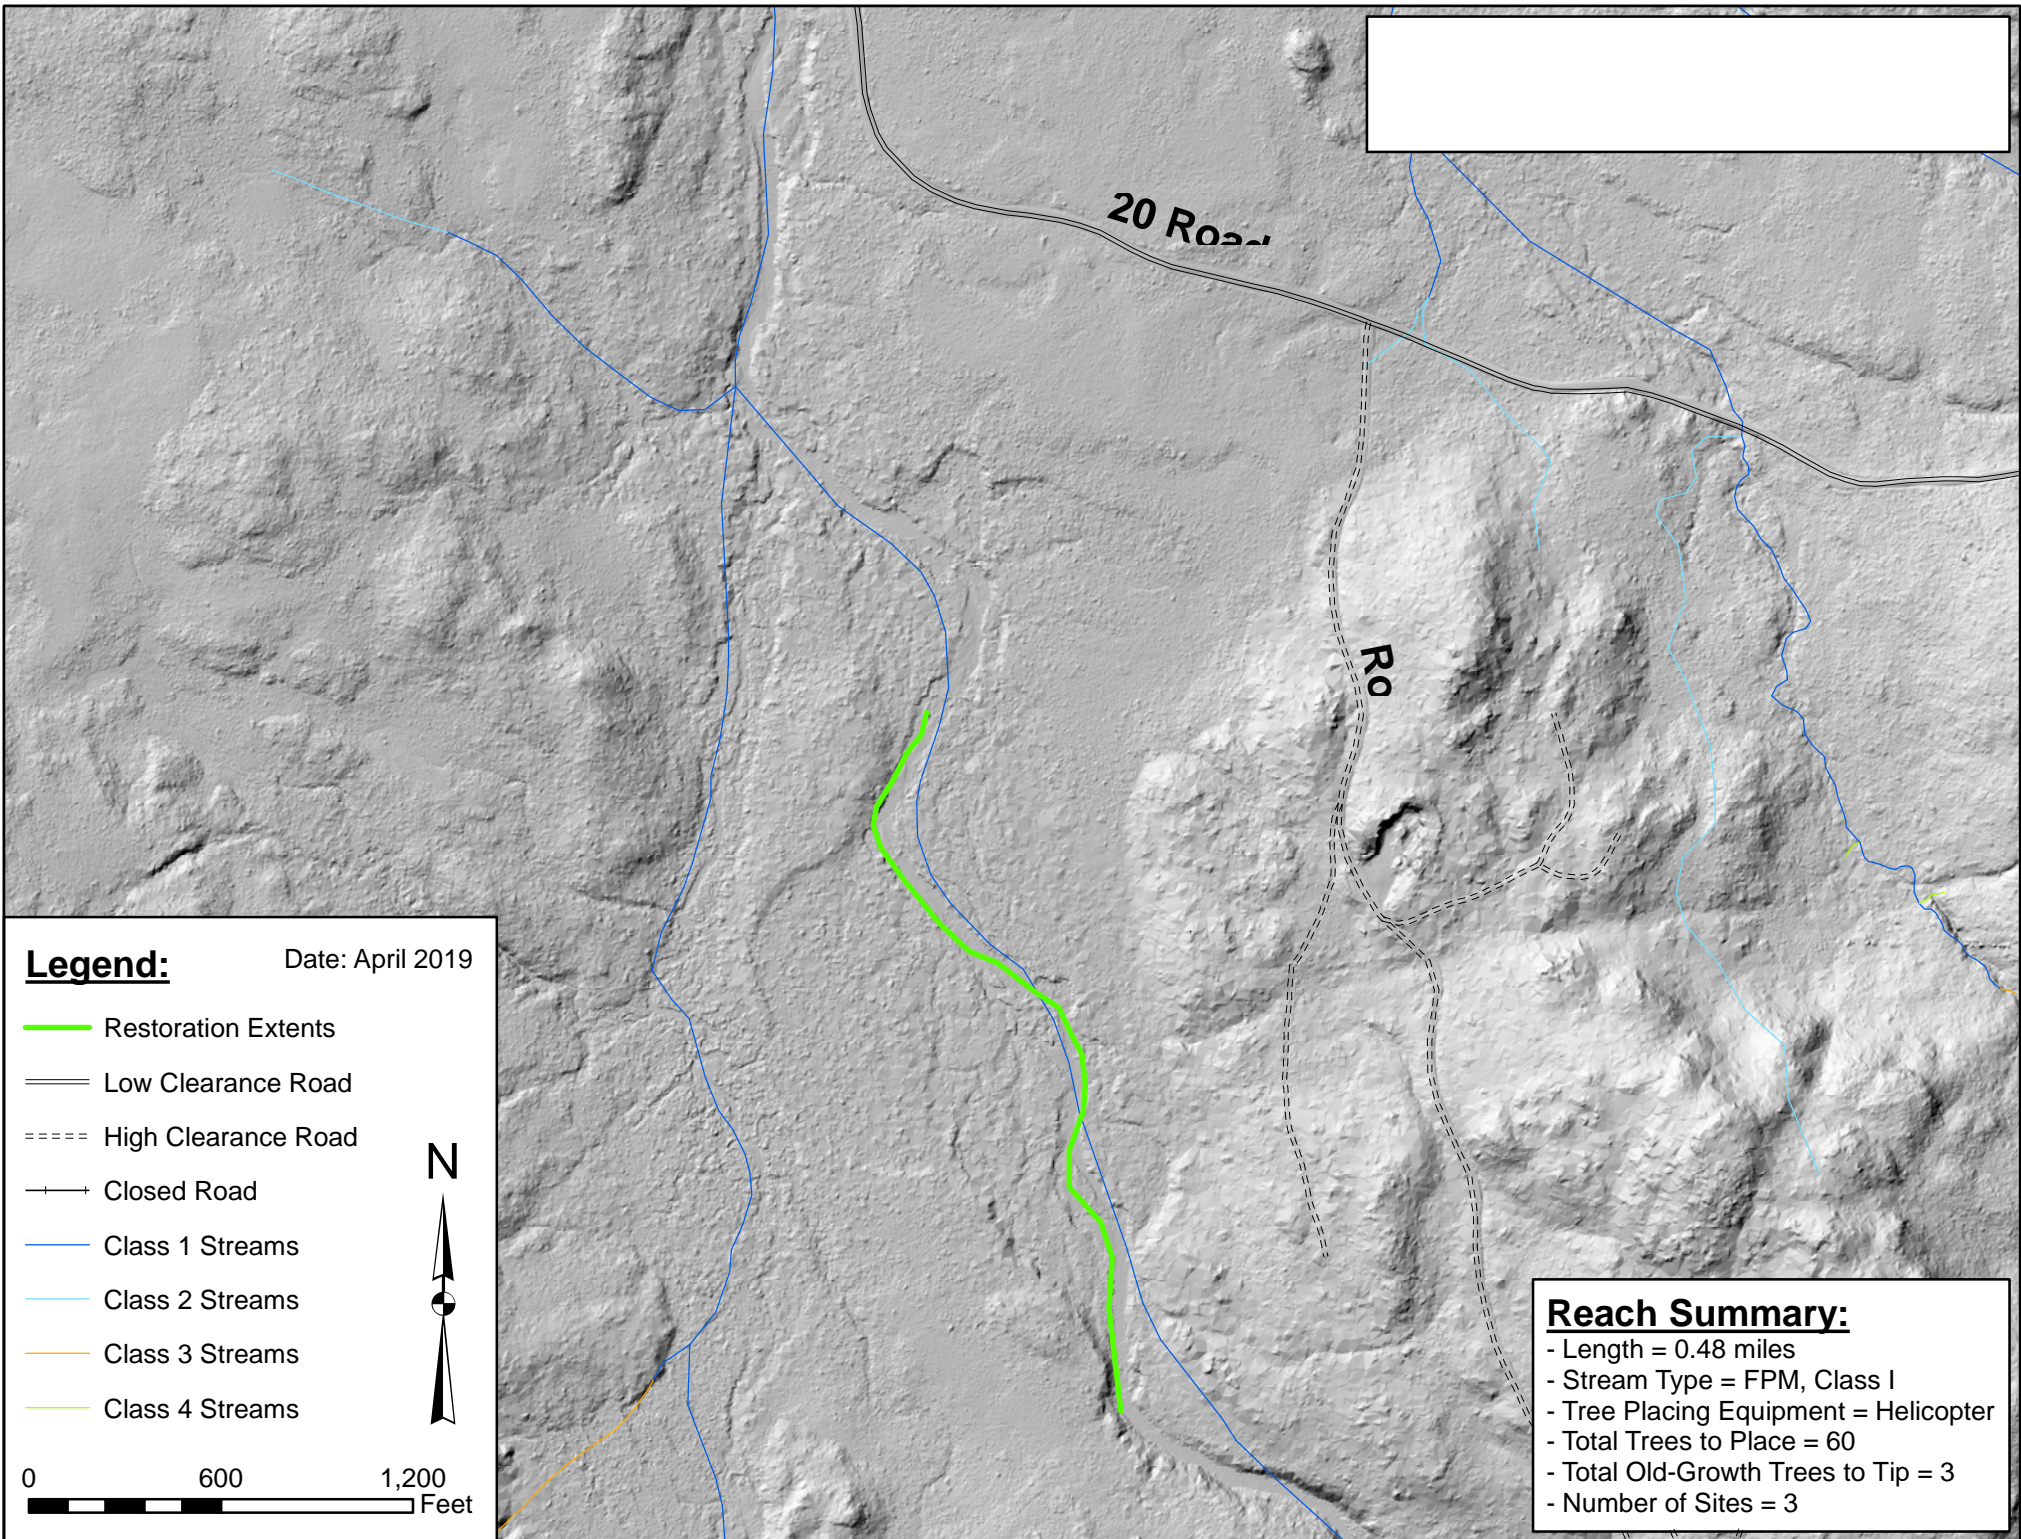 20 Road
Ro
Legend:
Date: April 2019
Restoration Extents
Low Clearance Road
High Clearance Road
Closed Road
Class 1 Streams
Class 2 Streams
Class 3 Streams
Class 4 Streams
N
0 600 1,200
Feet
Reach Summary:
- Length = 0.48 miles
- Stream Type = FPM, Class I
- Tree Placing Equipment = Helicopter
- Total Trees to Place = 60
- Total Old-Growth Trees to Tip = 3
- Number of Sites = 3